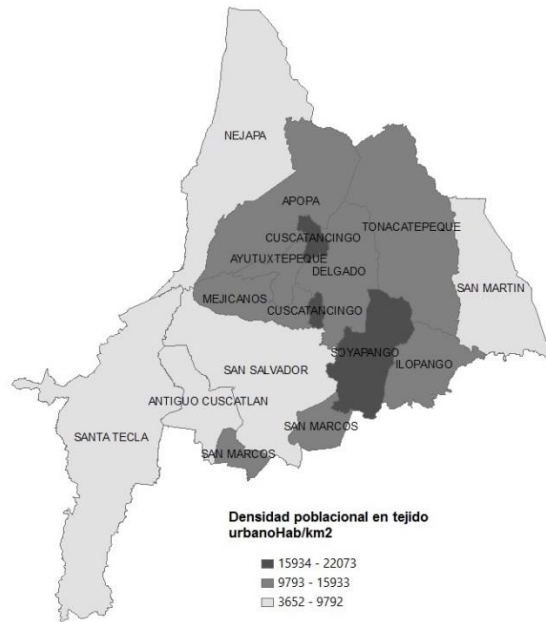 NEJAPA
APOPA
TONACATEPEQUE
CUSCATANCINGO
AYUTUXTEPEQUE
DELGADO
SAN MARTIN
MEJICANOS
CUSCATANCINGO
SOYAPANGO
ILOPANGO
SAN SALVADOR
ANTIGUO CUSCATLAN
SAN MARCOS
SANTA TECLA
SAN MARCOS
Densidad poblacional en tejido
urbanoHab/km2
15934 - 22073
9793 - 15933
3652 - 9792